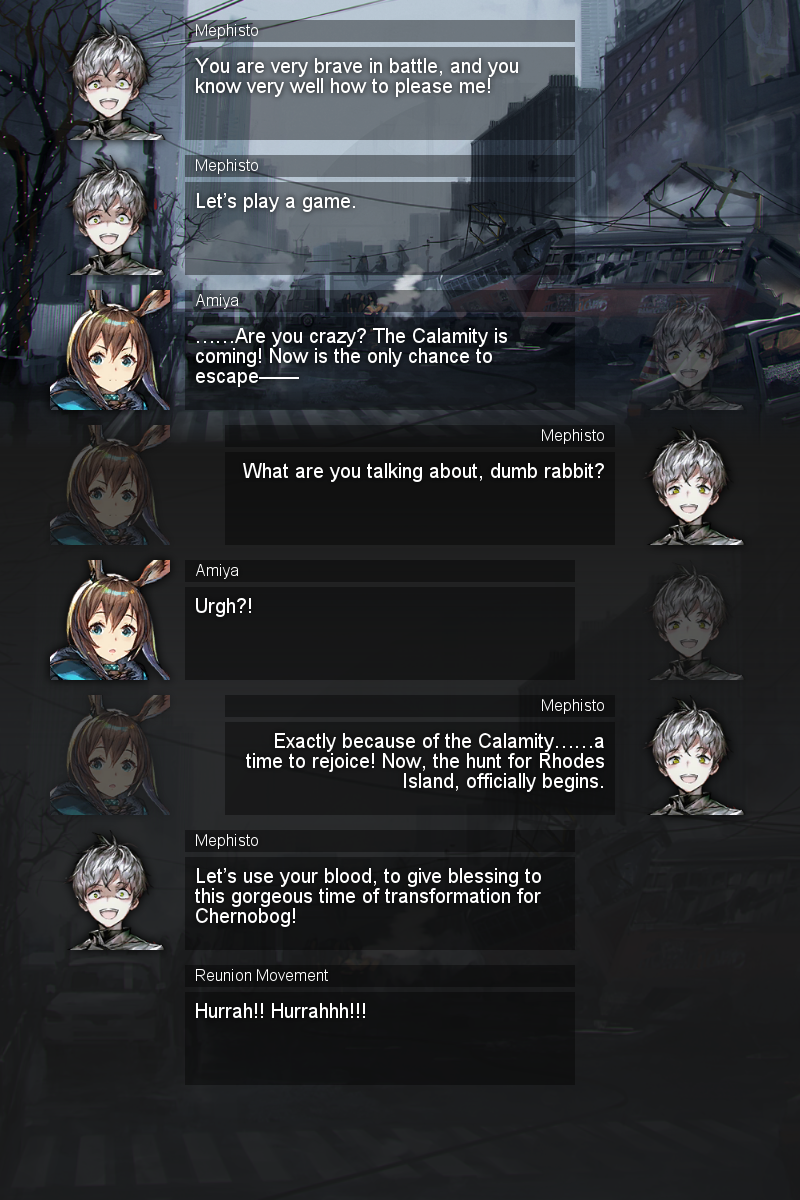 Mephisto
You are very brave in battle, and you
know very well how to please me!
Mephisto
Let's play a game.
Amiya
……Are you crazy? The Calamity is
coming! Now is the only chance to
escape——
Mephisto
What are you talking about, dumb rabbit?
Amiya
Urgh?!
Mephisto
Exactly because of the Calamity……a
time to rejoice! Now, the hunt for Rhodes
Island, officially begins.
Mephisto
Let's use your blood, to give blessing to
this gorgeous time of transformation for
Chernobog!
Reunion Movement
Hurrah!! Hurrahhh!!!